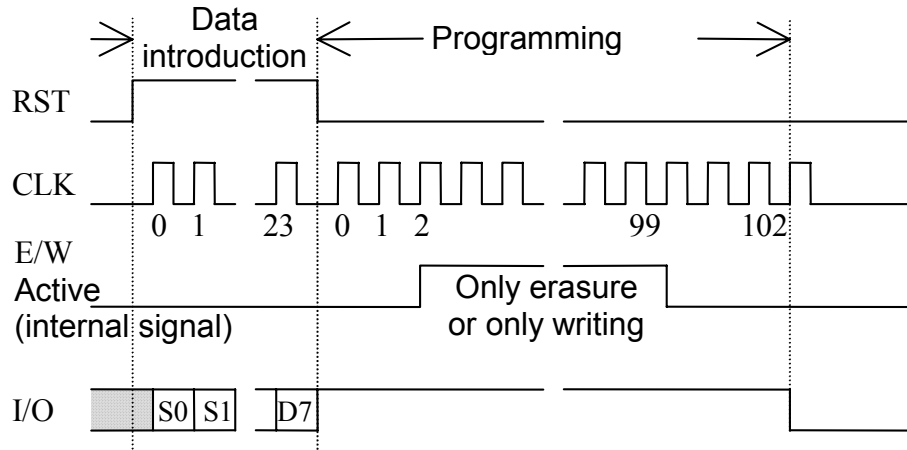 Data
introduction
Programming
RST
CLK
0 1 23 0 1 2 99 102
E/W
Active
(internal signal)
Only erasure
or only writing
I/O
S0 S1 D7